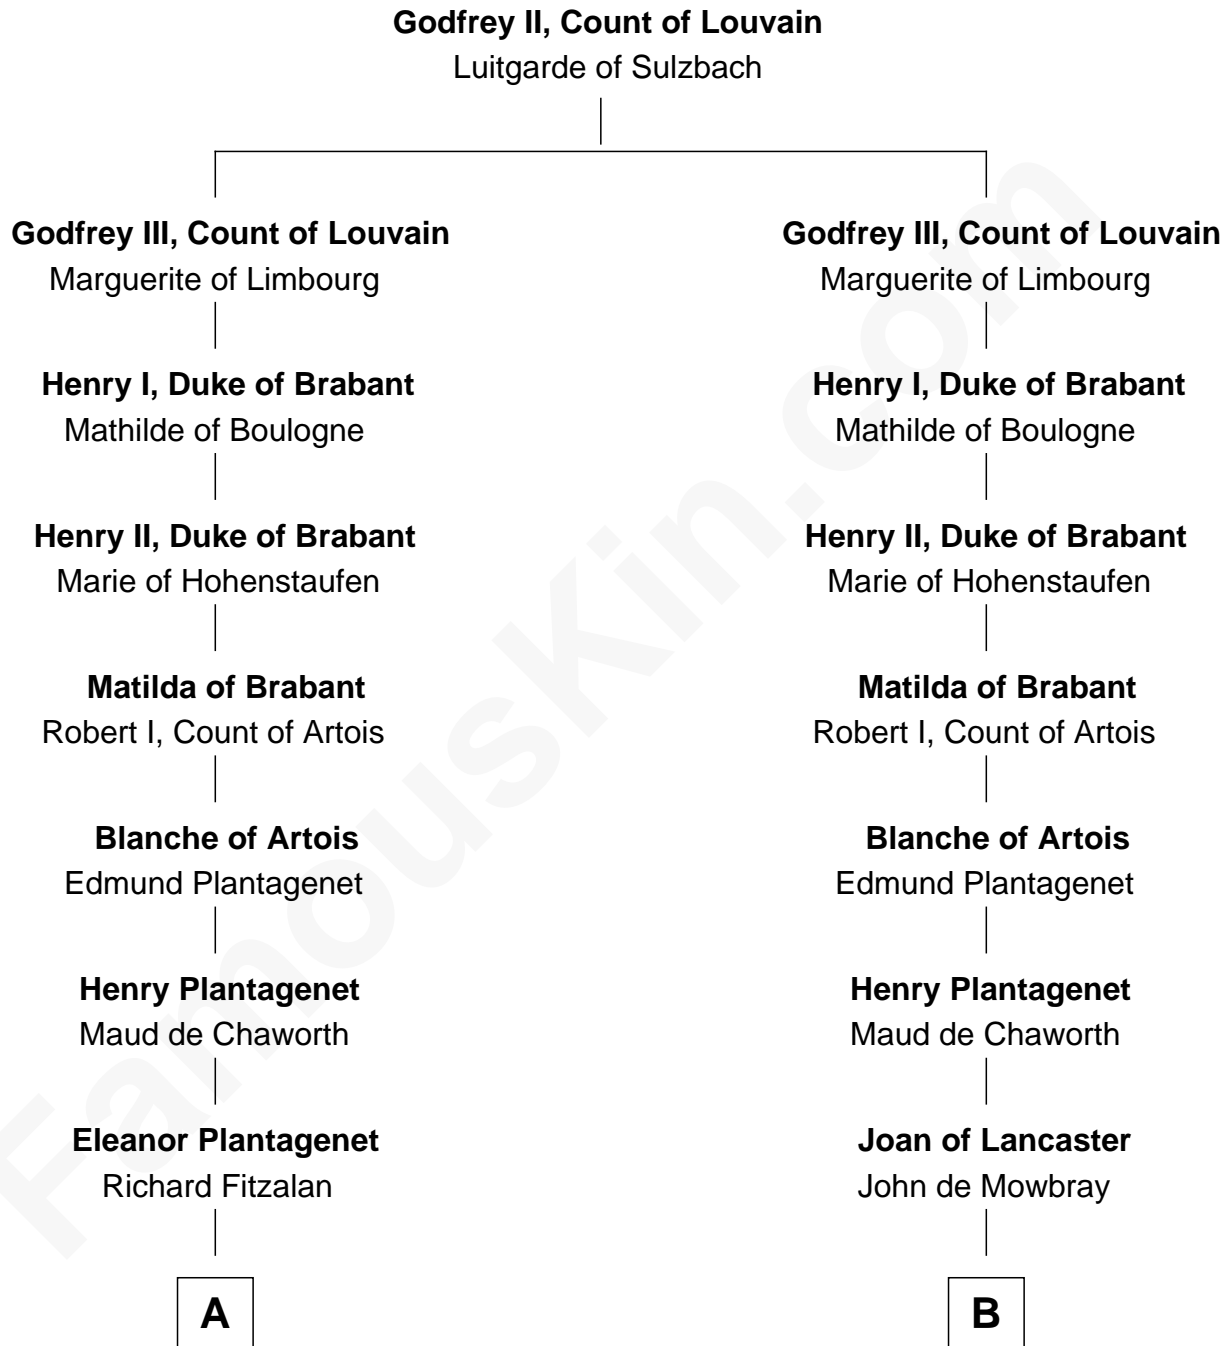 Godfrey II, Count of Louvain
Luitgarde of Sulzbach
Godfrey III, Count of Louvain
Marguerite of Limbourg
Henry I, Duke of Brabant
Mathilde of Boulogne
Henry II, Duke of Brabant
Marie of Hohenstaufen
Matilda of Brabant
Robert I, Count of Artois
Blanche of Artois
Edmund Plantagenet
Henry Plantagenet
Maud de Chaworth
Eleanor Plantagenet
Richard Fitzalan
A
Godfrey III, Count of Louvain
Marguerite of Limbourg
Henry I, Duke of Brabant
Mathilde of Boulogne
Henry II, Duke of Brabant
Marie of Hohenstaufen
Matilda of Brabant
Robert I, Count of Artois
Blanche of Artois
Edmund Plantagenet
Henry Plantagenet
Maud de Chaworth
Joan of Lancaster
John de Mowbray
B
FamousKin.com